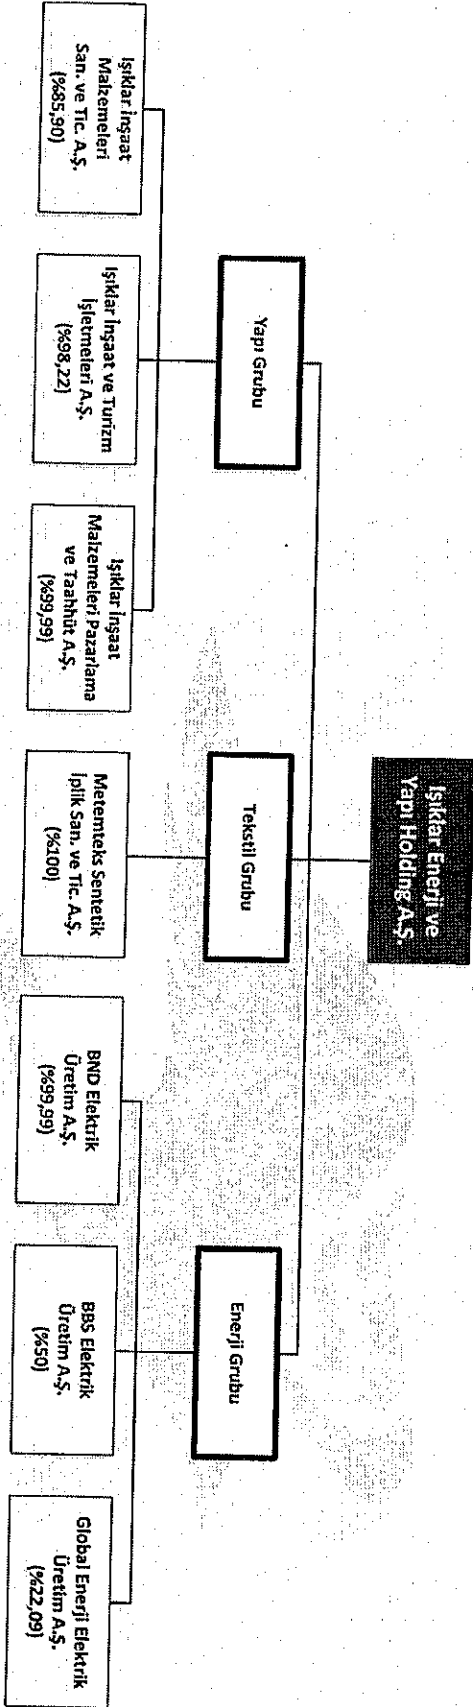 Işıklar Enerji ve
Yapı Holding A.Ş.
Yapı Grubu
Tekstil Grubu
Enerji Grubu
Işıklar İnşaat
Malzemeleri
San. ve Tic. A.Ş.
(%85,90)
Işıklar İnşaat ve Turizm
İşletmeleri A.Ş.
(%98,22)
Işıklar İnşaat
Malzemeleri Pazarlama
ve Taahhüt A.Ş.
(%99,99)
Metemteks Sentetik
İplik San. ve Tic. A.Ş.
(%100)
BND Elektrik
Üretim A.Ş.
(%99,99)
BBS Elektrik
Üretim A.Ş.
(%50)
Global Enerji Elektrik
Üretim A.Ş.
(%22,09)